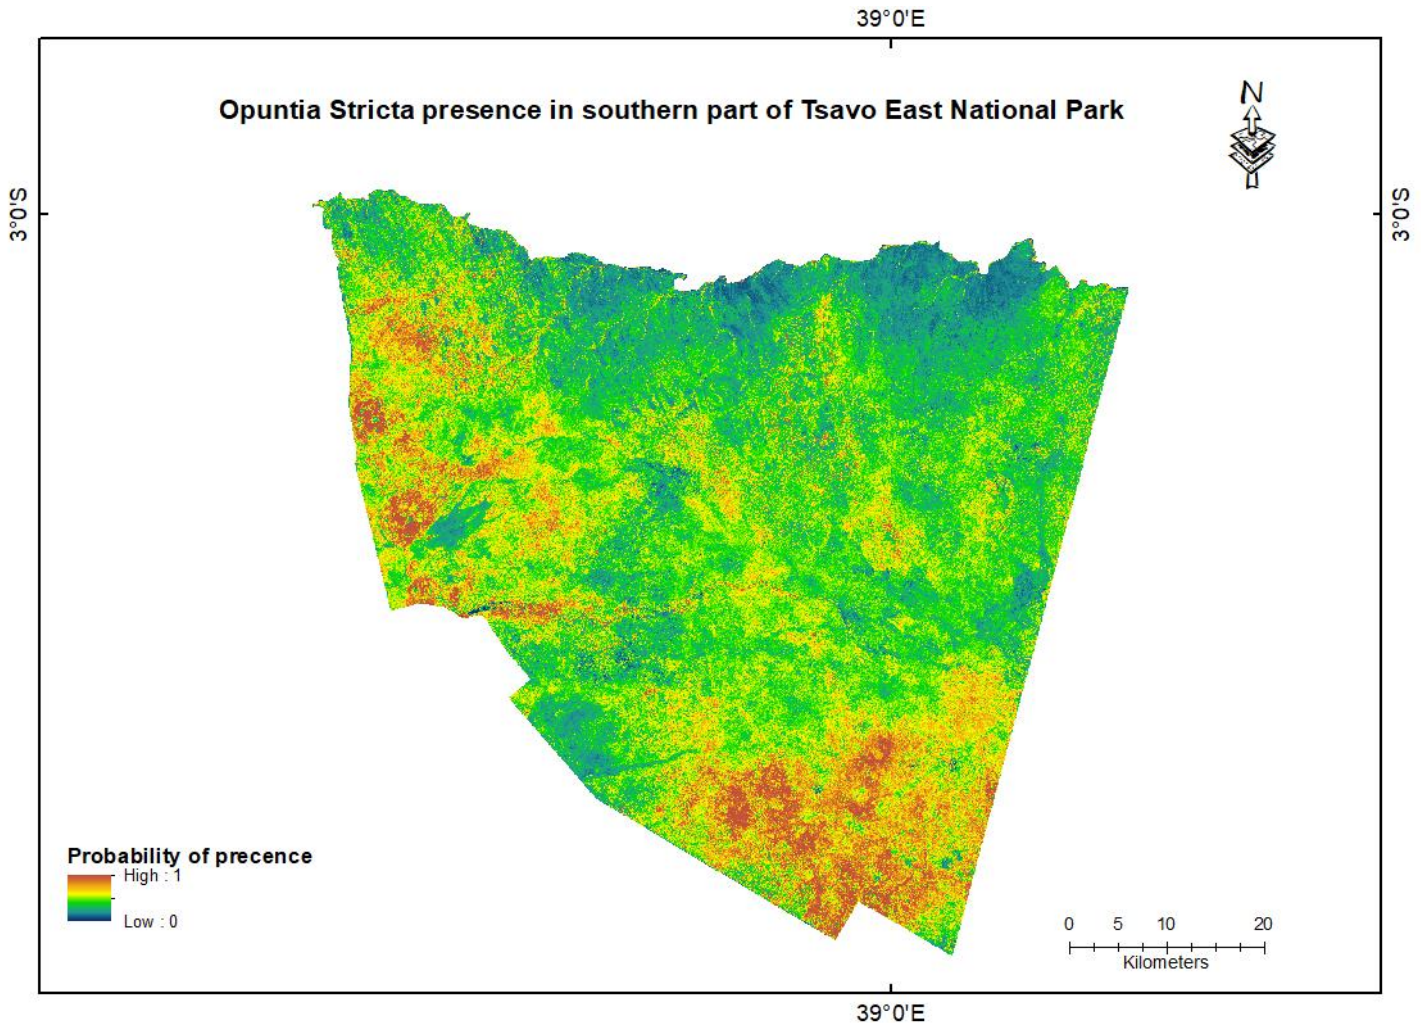 39°0'E
Opuntia Stricta presence in southern part of Tsavo East National Park
N
3°0'S
3°0'S
Probability of precence
High : 1
Low : 0
0 5 10 20
Kilometers
39°0'E